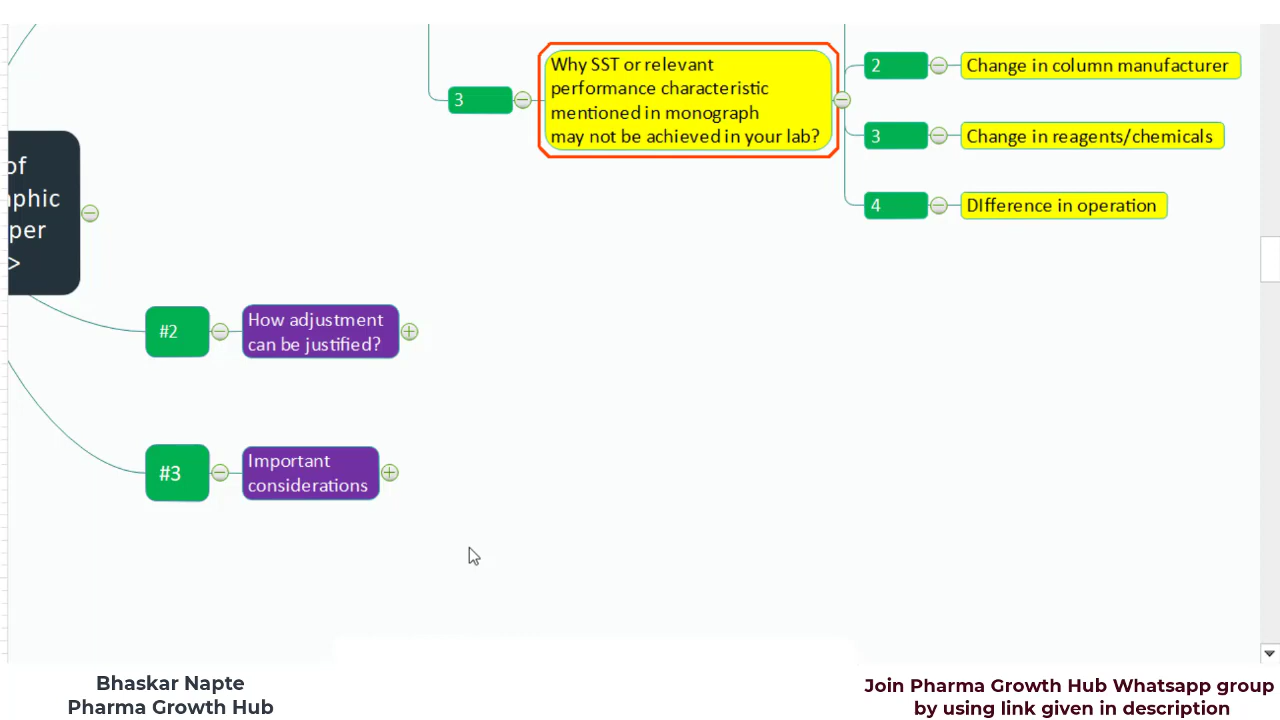 of
aphic
per
>
3
Why SST or relevant
performance characteristic
mentioned in monograph
may not be achieved in your lab?
2
Change in column manufacturer
3
Change in reagents/chemicals
4
DIfference in operation
#2
How adjustment
can be justified?
#3
Important
considerations
Bhaskar Napte
Pharma Growth Hub
Join Pharma Growth Hub Whatsapp group
by using link given in description